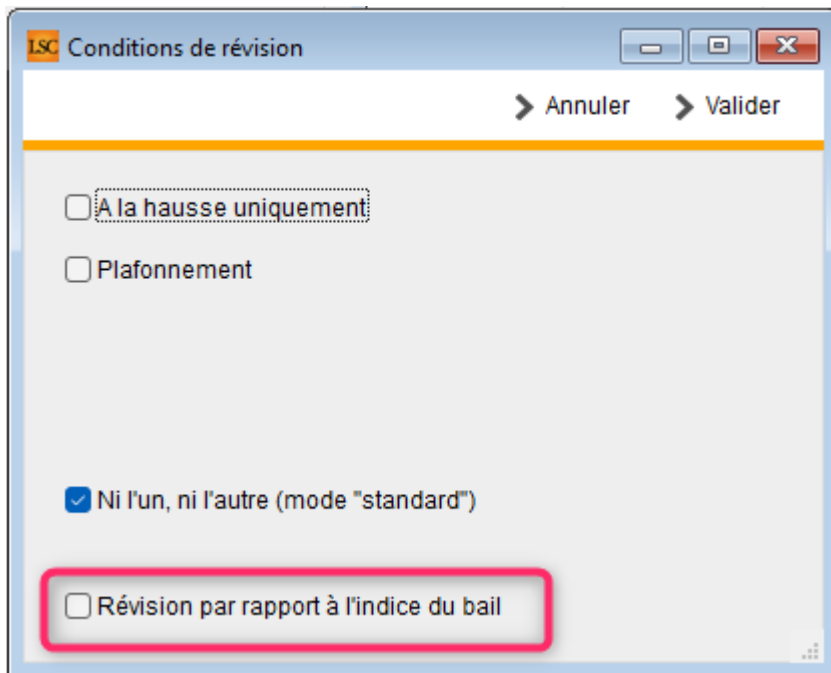 LSC Conditions de révision
Annuler Valider
A la hausse uniquement
Plafonnement
Ni l'un, ni l'autre (mode "standard")
Révision par rapport à l'indice du bail